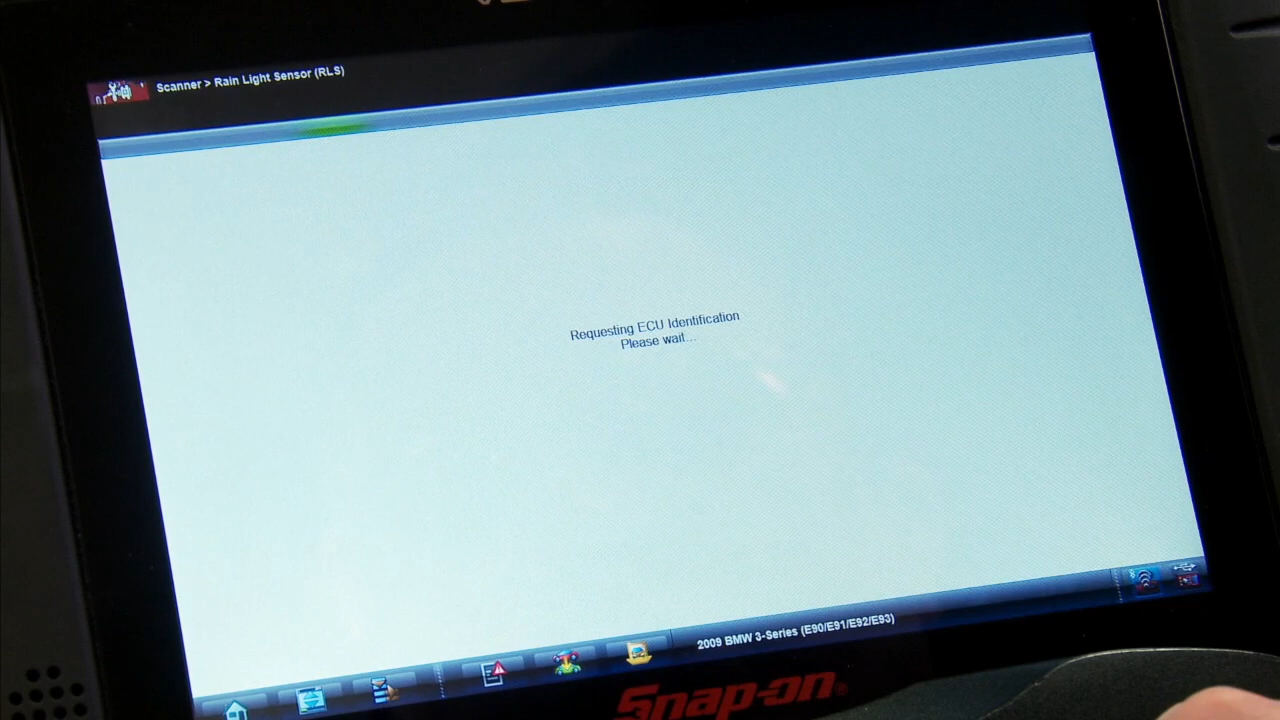 Scanner > Rain Light Sensor (RLS)
Requesting ECU Identification
Please wait...
2009 BMW 3-Series (E90/E91/E92/E93)
Snap-on®